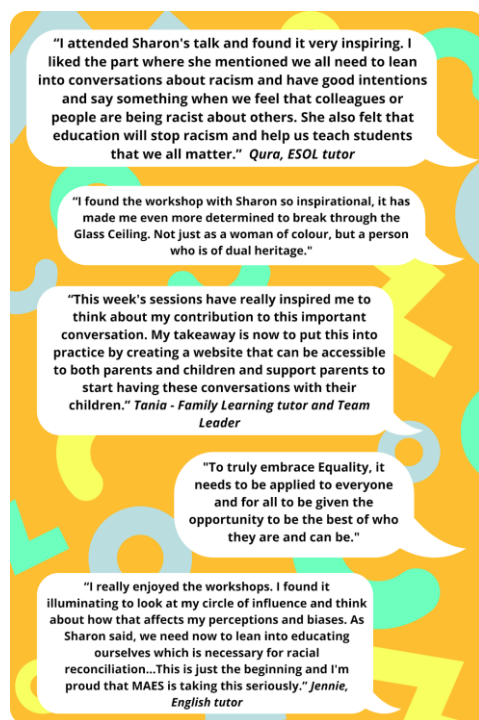 “I attended Sharon's talk and found it very inspiring. I
liked the part where she mentioned we all need to lean
into conversations about racism and have good intentions
and say something when we feel that colleagues or
people are being racist about others. She also felt that
education will stop racism and help us teach students
that we all matter.” Qura, ESOL tutor
“I found the workshop with Sharon so inspirational, it has
made me even more determined to break through the
Glass Ceiling. Not just as a woman of colour, but a person
who is of dual heritage."
“This week's sessions have really inspired me to
think about my contribution to this important
conversation. My takeaway is now to put this into
practice by creating a website that can be accessible
to both parents and children and support parents to
start having these conversations with their
children.” Tania - Family Learning tutor and Team
Leader
"To truly embrace Equality, it
needs to be applied to everyone
and for all to be given the
opportunity to be the best of who
they are and can be."
“I really enjoyed the workshops. I found it
illuminating to look at my circle of influence and think
about how that affects my perceptions and biases. As
Sharon said, we need now to lean into educating
ourselves which is necessary for racial
reconciliation...This is just the beginning and I'm
proud that MAES is taking this seriously.” Jennie,
English tutor